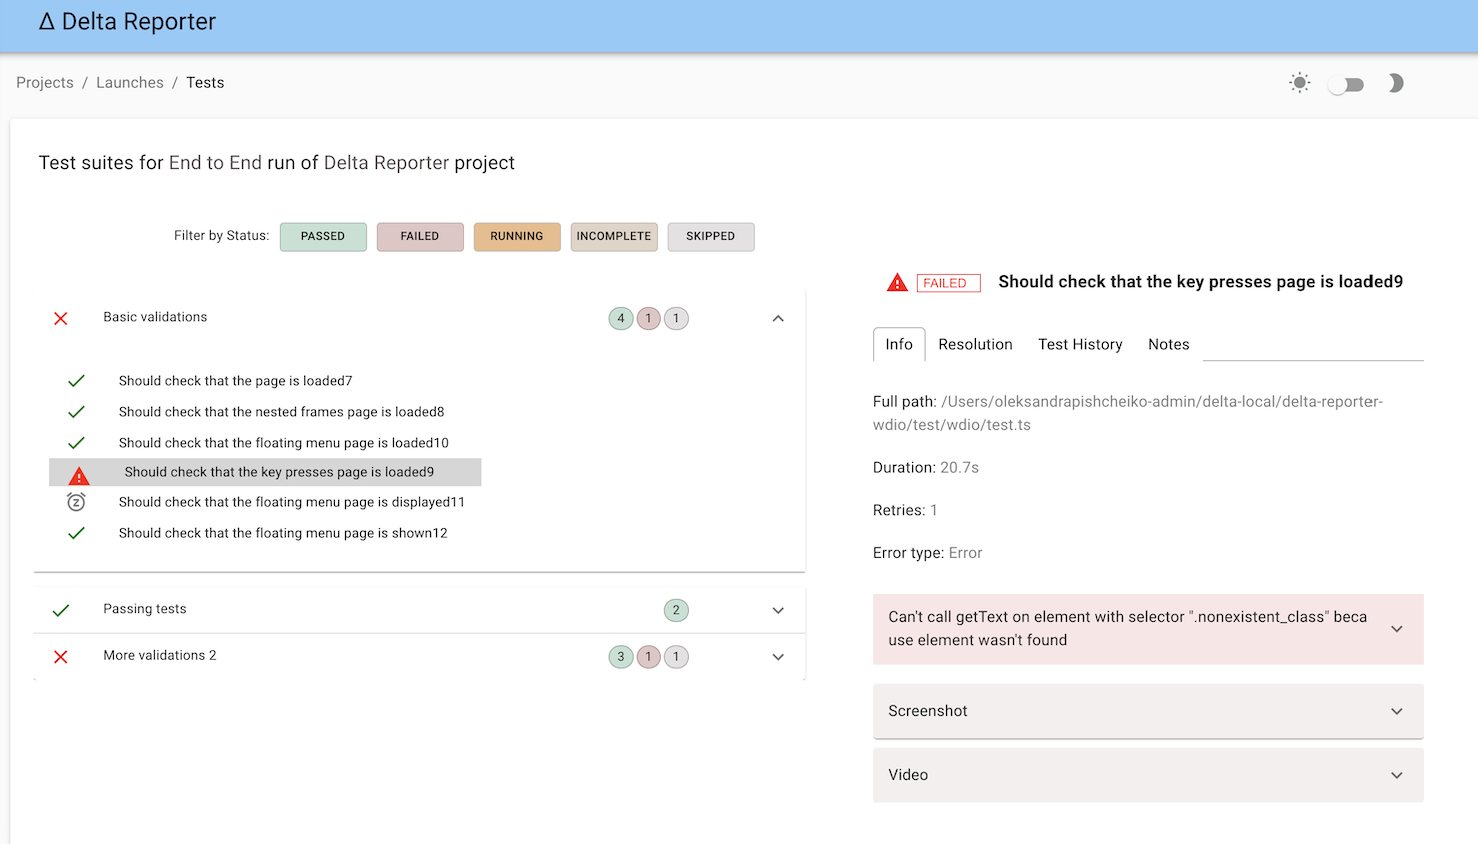 Δ Delta Reporter
Projects / Launches / Tests
Test suites for End to End run of Delta Reporter project
Filter by Status: PASSED FAILED RUNNING INCOMPLETE SKIPPED
Basic validations 4 1 1
Should check that the page is loaded7
Should check that the nested frames page is loaded8
Should check that the floating menu page is loaded10
Should check that the key presses page is loaded9
Should check that the floating menu page is displayed11
Should check that the floating menu page is shown12
Passing tests 2
More validations 2 3 1 1
FAILED Should check that the key presses page is loaded9
Info Resolution Test History Notes
Full path: /Users/oleksandrapishcheiko-admin/delta-local/delta-reporter-
wdio/test/wdio/test.ts
Duration: 20.7s
Retries: 1
Error type: Error
Can't call getText on element with selector ".nonexistent_class" beca
use element wasn't found
Screenshot
Video